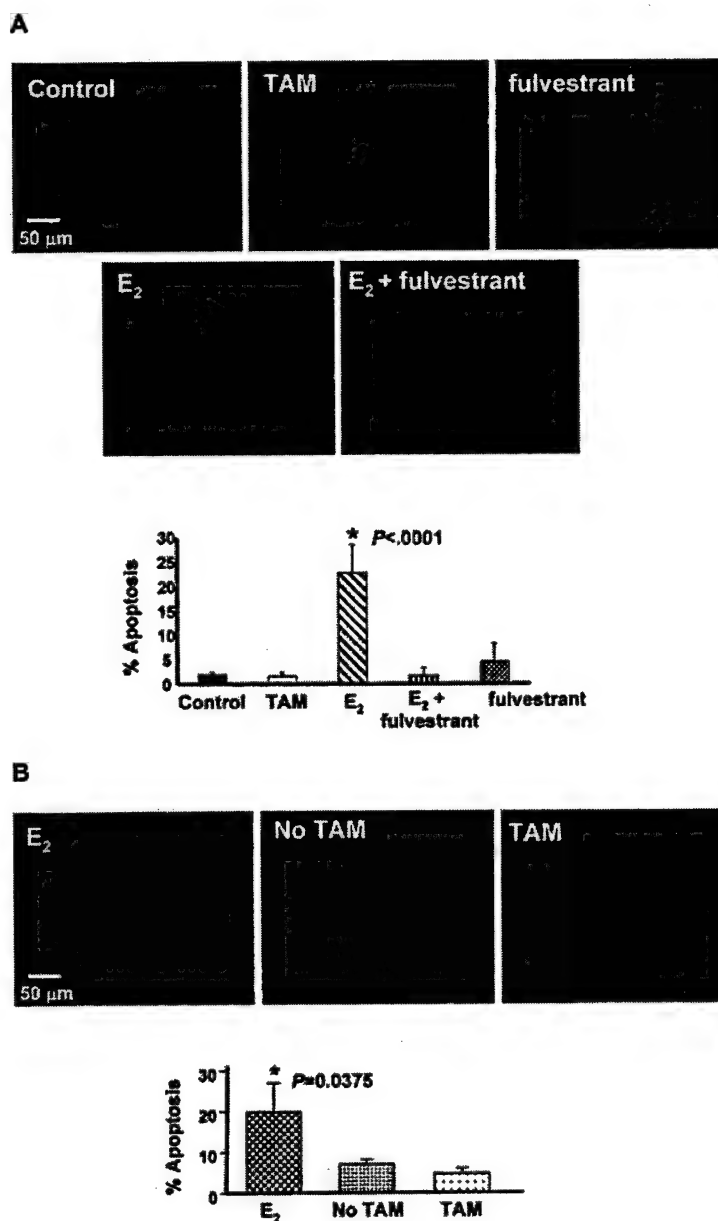 A
Control TAM fulvestrant
50 μm
E₂ E₂ + fulvestrant
30
25
20
15
10
5
0
% Apoptosis
* P<.0001
Control TAM E₂ E₂ + fulvestrant fulvestrant
B
E₂ No TAM TAM
50 μm
30
20
10
0
% Apoptosis
* P=0.0375
E₂ No TAM TAM